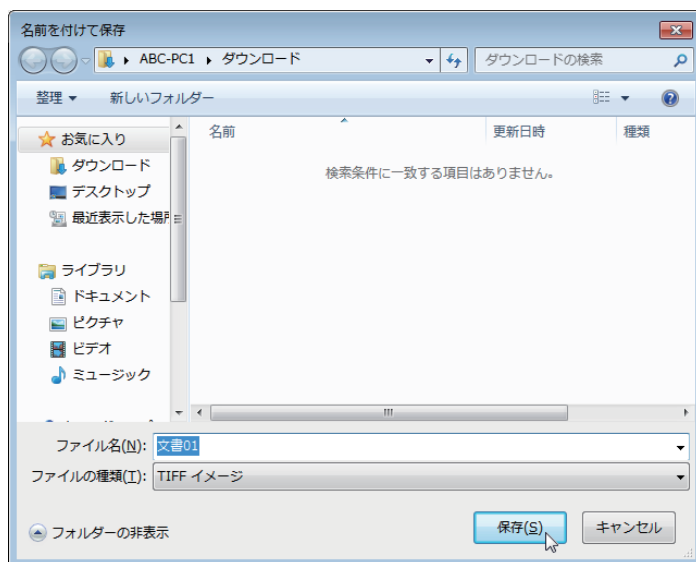 名前を付けて保存
ABC-PC1 ダウンロード
ダウンロードの検索
整理
新しいフォルダー
お気に入り
ダウンロード
デスクトップ
最近表示した場所
ライブラリ
ドキュメント
ピクチャ
ビデオ
ミュージック
名前
更新日時
種類
検索条件に一致する項目はありません。
ファイル名(N): 文書01
ファイルの種類(T): TIFF イメージ
フォルダーの非表示
保存(S)
キャンセル